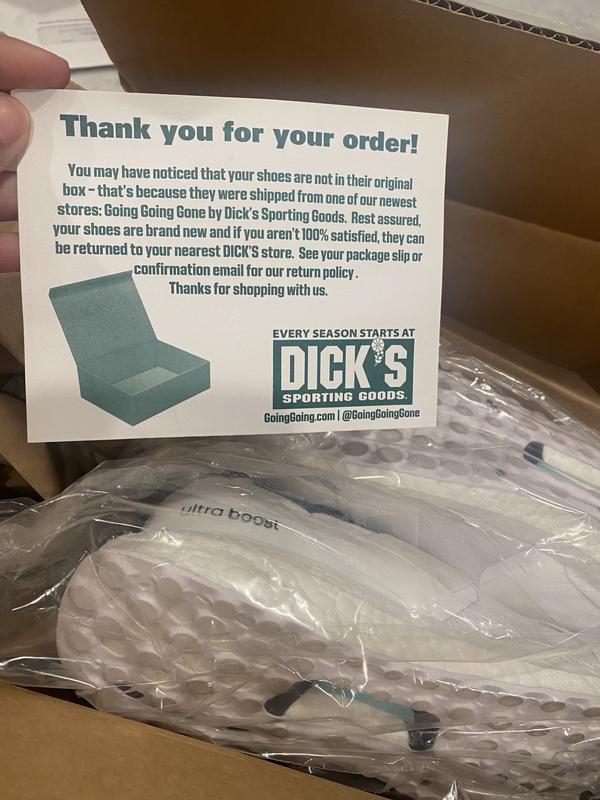 Thank you for your order!
You may have noticed that your shoes are not in their original
box – that's because they were shipped from one of our newest
stores: Going Going Gone by Dick's Sporting Goods. Rest assured,
your shoes are brand new and if you aren't 100% satisfied, they can
be returned to your nearest DICK'S store. See your package slip or
confirmation email for our return policy .
Thanks for shopping with us.
EVERY SEASON STARTS AT
DICK'S
SPORTING GOODS.
GoingGoing.com | @GoingGoingGone
ultra boost